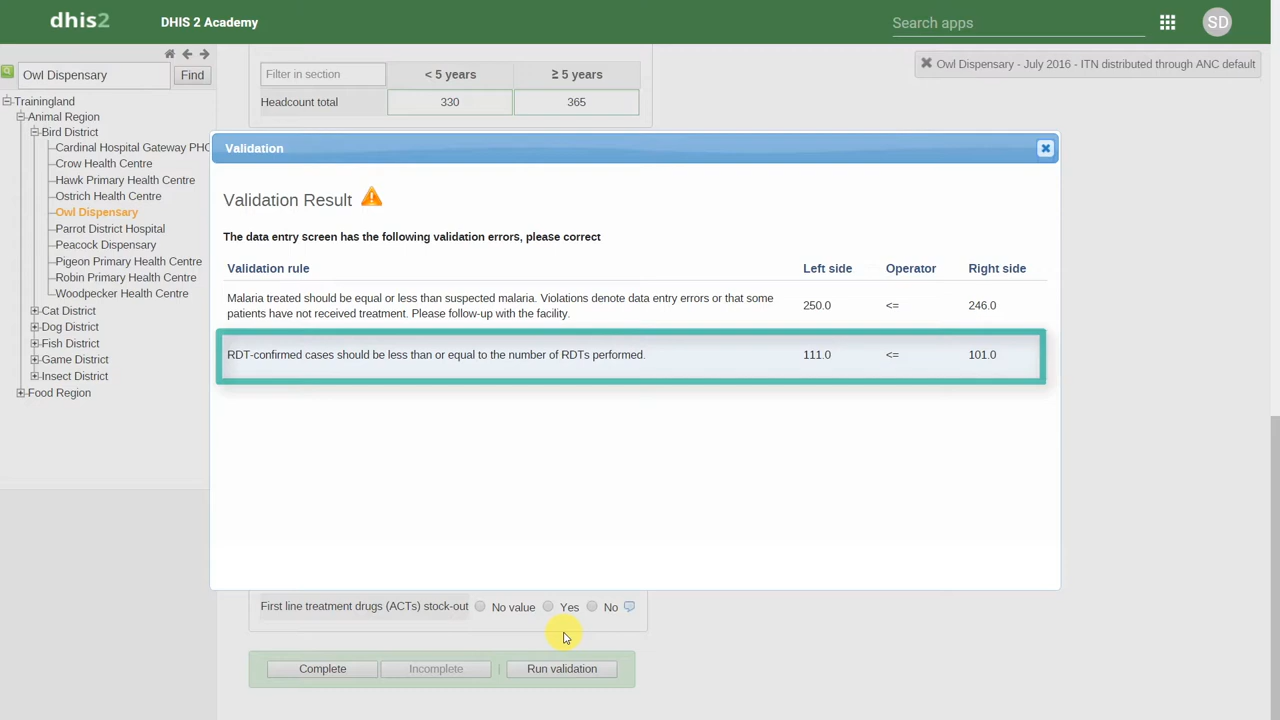 dhis2
DHIS 2 Academy
Search apps
SD
Owl Dispensary
Find
Trainingland
Animal Region
Bird District
Cardinal Hospital Gateway PHC
Crow Health Centre
Hawk Primary Health Centre
Ostrich Health Centre
Owl Dispensary
Parrot District Hospital
Peacock Dispensary
Pigeon Primary Health Centre
Robin Primary Health Centre
Woodpecker Health Centre
Cat District
Dog District
Fish District
Game District
Insect District
Food Region
Filter in section < 5 years ≥ 5 years
Headcount total 330 365
Owl Dispensary - July 2016 - ITN distributed through ANC default
Validation
Validation Result
The data entry screen has the following validation errors, please correct
Validation rule Left side Operator Right side
Malaria treated should be equal or less than suspected malaria. Violations denote data entry errors or that some
patients have not received treatment. Please follow-up with the facility. 250.0 <= 246.0
RDT-confirmed cases should be less than or equal to the number of RDTs performed. 111.0 <= 101.0
First line treatment drugs (ACTs) stock-out No value Yes No
Complete Incomplete | Run validation